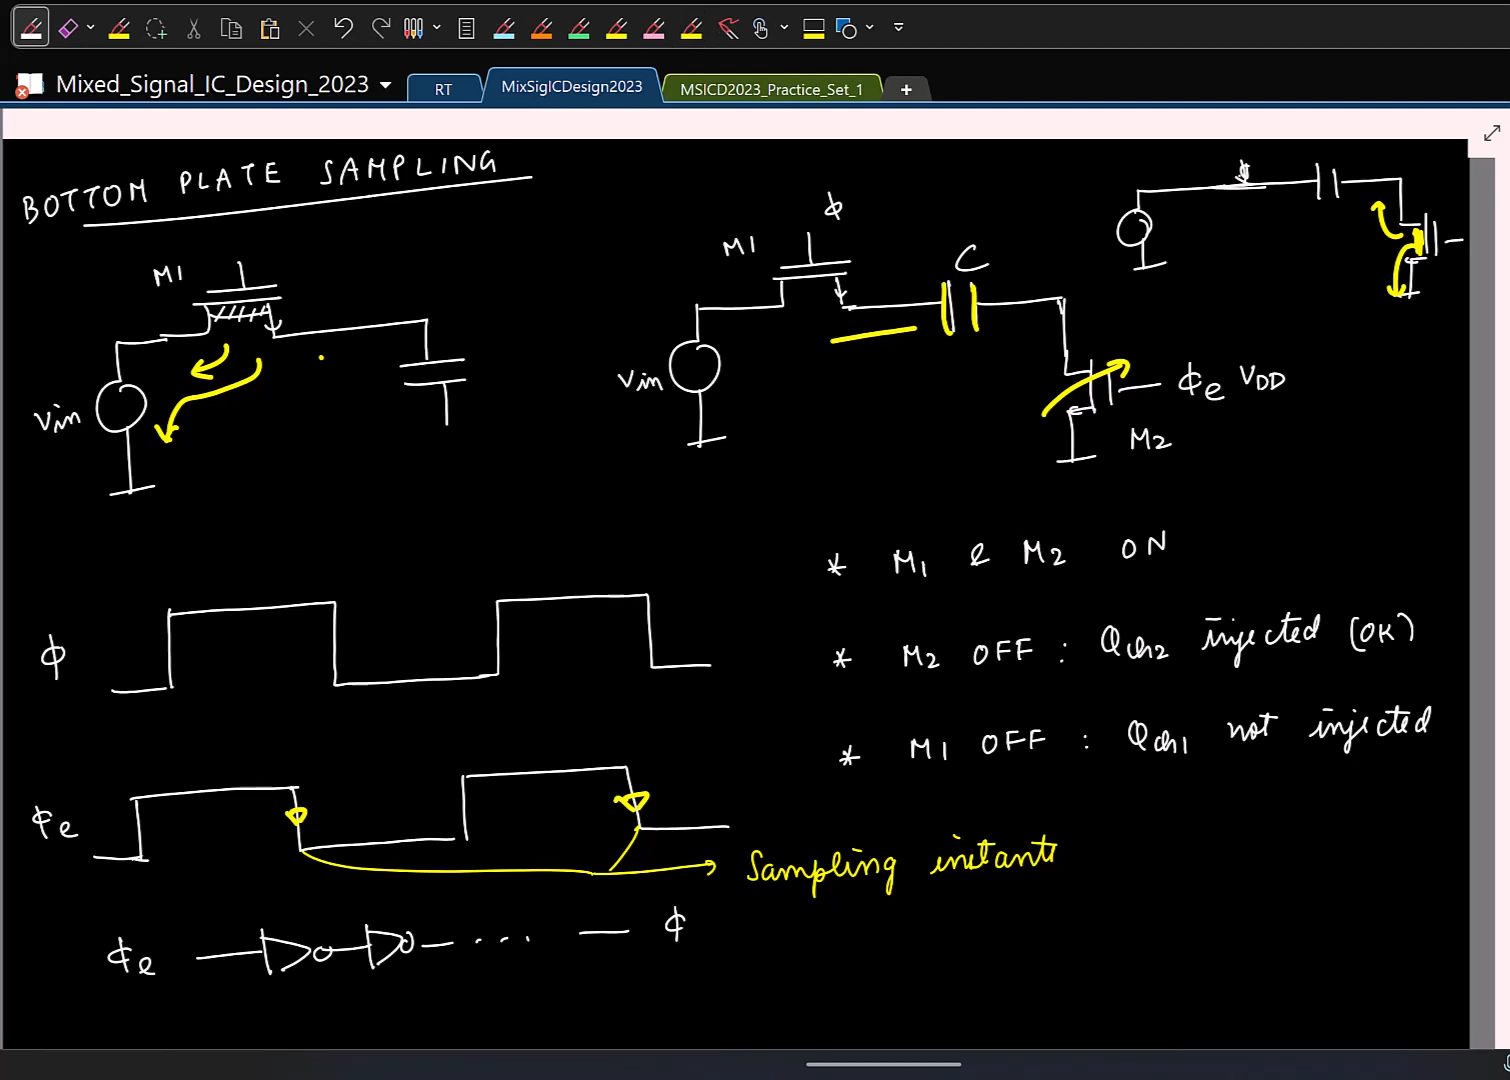 Mixed_Signal_IC_Design_2023
RT
MixSigICDesign2023
MSICD2023_Practice_Set_1
+
BOTTOM PLATE SAMPLING
M1
Vin
M1
ϕ
C
Vin
ϕe VDD
M2
* M1 & M2 ON
* M2 OFF : Qch2 injected (OK)
* M1 OFF : Qch1 not injected
ϕ
ϕe
Sampling instants
ϕe
....
ϕ